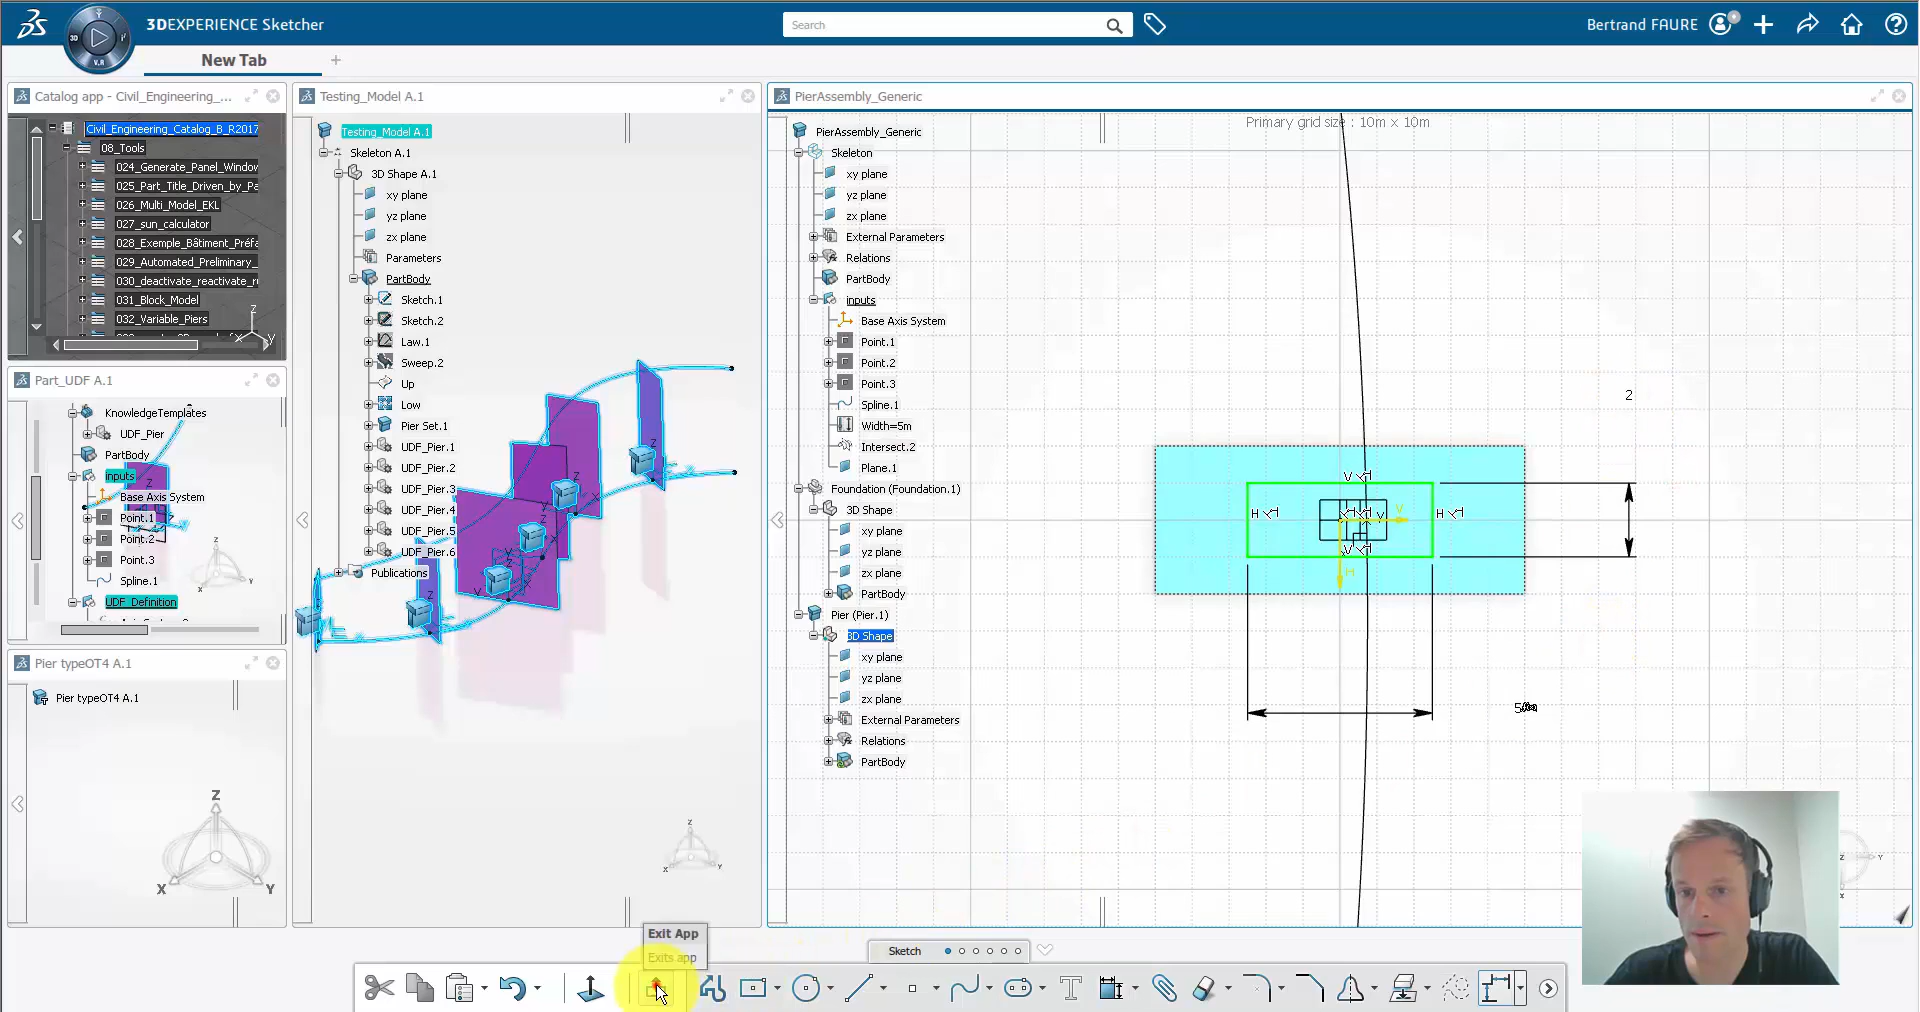 3DEXPERIENCE Sketcher
Search
Bertrand FAURE
New Tab
Catalog app - Civil_Engineering_...
Civil_Engineering_Catalog_B_R2017
08_Tools
024_Generate_Panel_Window
025_Part_Title_Driven_by_Pa
026_Multi_Model_EKL
027_sun_calculator
028_Exemple_Bâtiment_Préfa
029_Automated_Preliminary_
030_deactivate_reactivate_ru
031_Block_Model
032_Variable_Piers
Part_UDF A.1
KnowledgeTemplates
UDF_Pier
PartBody
inputs
Base Axis System
Point.1
Point.2
Point.3
Spline.1
UDF_Definition
Pier typeOT4 A.1
Pier typeOT4 A.1
Z
X
Y
Testing_Model A.1
Testing_Model A.1
Skeleton A.1
3D Shape A.1
xy plane
yz plane
zx plane
Parameters
PartBody
Sketch.1
Sketch.2
Law.1
Sweep.2
Up
Low
Pier Set.1
UDF_Pier.1
UDF_Pier.2
UDF_Pier.3
UDF_Pier.4
UDF_Pier.5
UDF_Pier.6
Publications
PierAssembly_Generic
Primary grid size : 10m x 10m
PierAssembly_Generic
Skeleton
xy plane
yz plane
zx plane
External Parameters
Relations
PartBody
inputs
Base Axis System
Point.1
Point.2
Point.3
Spline.1
Width=5m
Intersect.2
Plane.1
Foundation (Foundation.1)
3D Shape
xy plane
yz plane
zx plane
PartBody
Pier (Pier.1)
3D Shape
xy plane
yz plane
zx plane
External Parameters
Relations
PartBody
2
H
V
V
H
V
V
H
Exit App
Exits app
Sketch